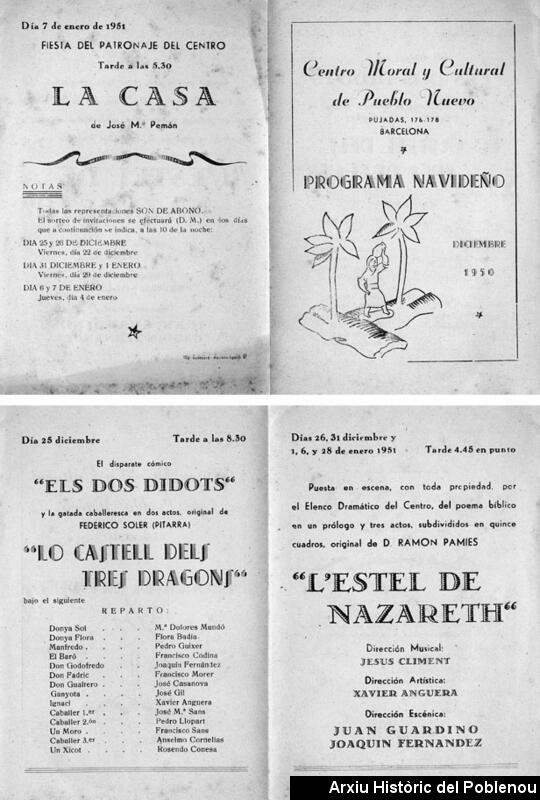 Día 7 de enero de 1951
FIESTA DEL PATRONAJE DEL CENTRO
Tarde a las 5.30
LA CASA
de José M.ª Pemán
NOTAS
Todas las representaciones SON DE ABONO.
El sorteo de invitaciones se efectuará (D. M.) en los días
que a continuación se indica, a las 10 de la noche:
DIA 25 y 26 DE DICIEMBRE
Viernes, día 22 de diciembre
DIA 31 DICIEMBRE y 1 ENERO
Viernes, día 29 de diciembre
DIA 6 y 7 DE ENERO
Jueves, día 4 de enero
Centro Moral y Cultural
de Pueblo Nuevo
PUJADAS, 176-178
BARCELONA
PROGRAMA NAVIDEÑO
DICIEMBRE
1950
Día 25 diciembre Tarde a las 8.30
El disparate cómico
"ELS DOS DIDOTS"
y la gatada caballeresca en dos actos, original de
FEDERICO SOLER (PITARRA)
"LO CASTELL DELS
TRES DRAGONS"
bajo el siguiente
REPARTO:
Donya Sol . . . M.ª Dolores Mundó
Donya Flora . . . Flora Badía
Manfredo . . . Pedro Guixer
El Baró . . . Francisco Codina
Don Godofredo . . . Joaquín Fernández
Don Fadric . . . Francisco Morer
Don Gualtero . . . José Casanova
Ganyota . . . José Gil
Ignaci . . . Xavier Anguera
Caballer 1.er . . . José M.ª Sans
Caballer 2.ón . . . Pedro Llopart
Un Moro . . . Francisco Sans
Caballer 3.er . . . Anselmo Cornellas
Un Xicot . . . Rosendo Conesa
Días 26, 31 diciembre y
1, 6, y 28 de enero 1951 Tarde 4.45 en punto
Puesta en escena, con toda propiedad, por
el Elenco Dramático del Centro, del poema bíblico
en un prólogo y tres actos, subdivididos en quince
cuadros, original de D. RAMON PAMIES
"L'ESTEL DE
NAZARETH"
Dirección Musical:
JESUS CLIMENT
Dirección Artística:
XAVIER ANGUERA
Dirección Escénica:
JUAN GUARDINO
JOAQUIN FERNANDEZ
Arxiu Històric del Poblenou